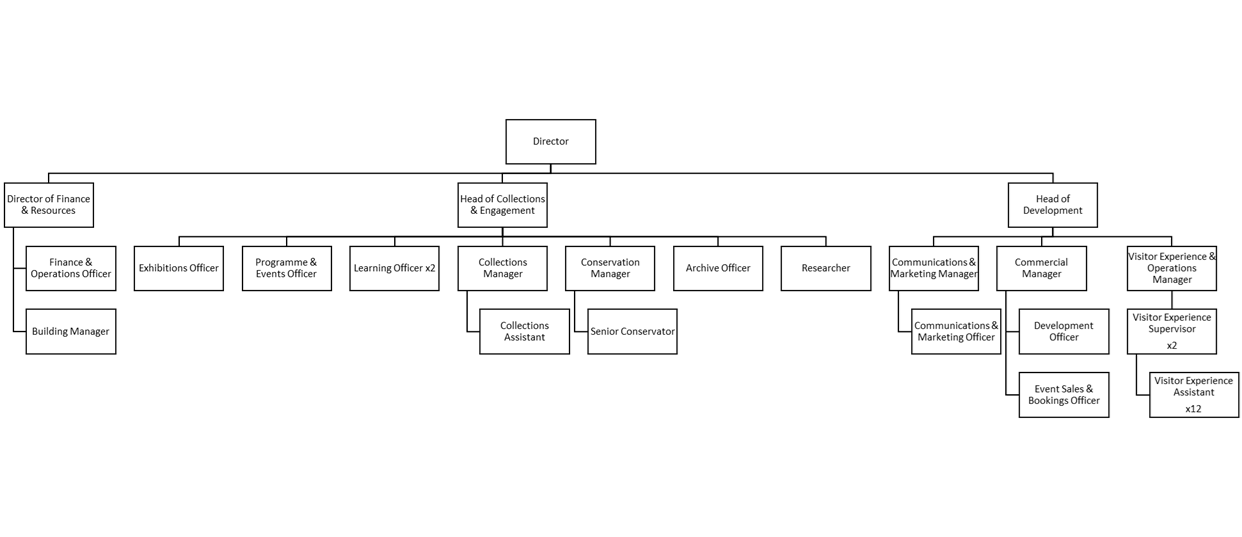 Director
Director of Finance
& Resources
Head of Collections
& Engagement
Head of
Development
Finance &
Operations Officer
Exhibitions Officer
Programme &
Events Officer
Learning Officer x2
Collections
Manager
Conservation
Manager
Archive Officer
Researcher
Communications &
Marketing Manager
Commercial
Manager
Visitor Experience &
Operations
Manager
Building Manager
Collections
Assistant
Senior Conservator
Communications &
Marketing Officer
Development
Officer
Visitor Experience
Supervisor
x2
Event Sales &
Bookings Officer
Visitor Experience
Assistant
x12